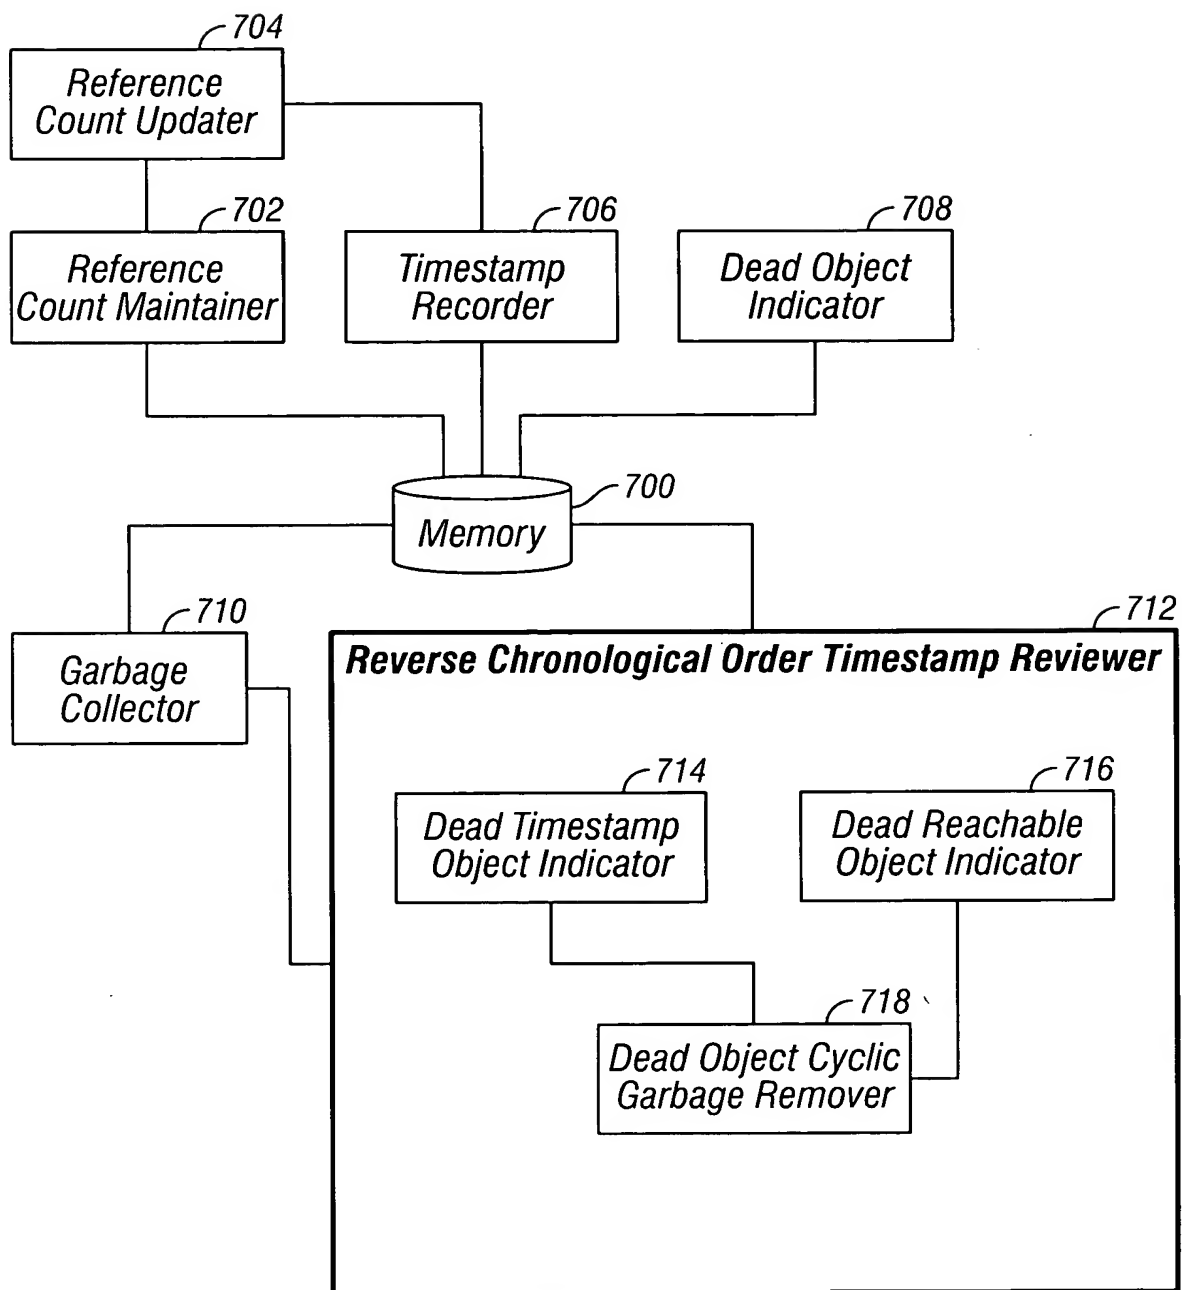 704
Reference
Count Updater
702
Reference
Count Maintainer
706
Timestamp
Recorder
708
Dead Object
Indicator
700
Memory
710
Garbage
Collector
712
Reverse Chronological Order Timestamp Reviewer
714
Dead Timestamp
Object Indicator
716
Dead Reachable
Object Indicator
718
Dead Object Cyclic
Garbage Remover